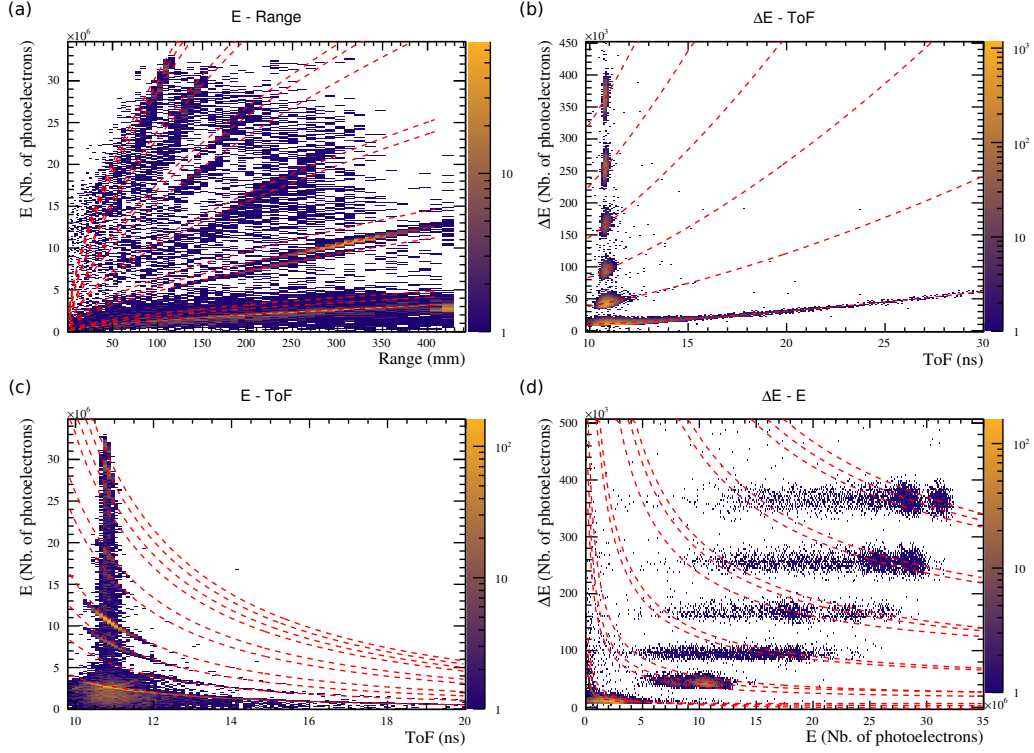 (a)
E - Range
×10⁶
E (Nb. of photoelectrons)
30
25
20
15
10
5
0
0 50 100 150 200 250 300 350 400
Range (mm)
10
1
(b)
ΔE - ToF
×10³
ΔE (Nb. of photoelectrons)
450
400
350
300
250
200
150
100
50
0
10 15 20 25 30
ToF (ns)
10³
10²
10
1
(c)
E - ToF
×10⁶
E (Nb. of photoelectrons)
30
25
20
15
10
5
0
10 12 14 16 18 20
ToF (ns)
10²
10
1
(d)
ΔE - E
×10³
ΔE (Nb. of photoelectrons)
500
400
300
200
100
0
0 5 10 15 20 25 30 35
×10⁶
E (Nb. of photoelectrons)
10²
10
1